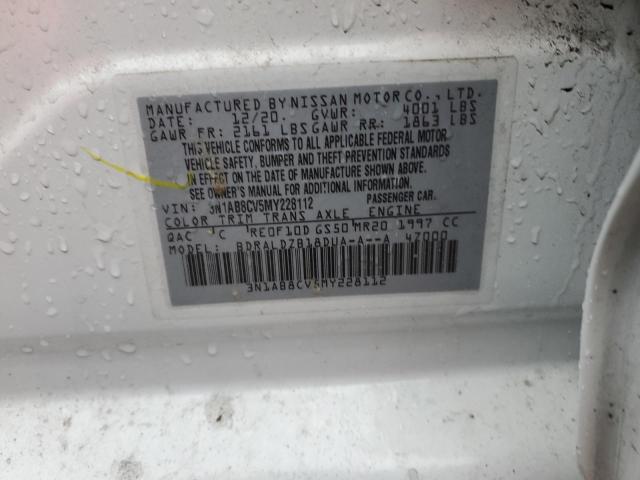 MANUFACTURED BY NISSAN MOTOR CO., LTD.
DATE: 12/20. GVWR: 4001 LBS
GAWR FR: 2161 LBS GAWR RR: 1863 LBS
THIS VEHICLE CONFORMS TO ALL APPLICABLE FEDERAL MOTOR
VEHICLE SAFETY, BUMPER AND THEFT PREVENTION STANDARDS
IN EFFECT ON THE DATE OF MANUFACTURE SHOWN ABOVE.
SEE OWNER'S MANUAL FOR ADDITIONAL INFORMATION.
VIN: 3N1AB8CV5MY228112 PASSENGER CAR.
COLOR TRIM TRANS AXLE ENGINE
QAC C RE0F10D GS50 MR20 1997 CC
MODEL: BDRALDZB18DUA-A--A 47000
3N1AB8CV5MY228112